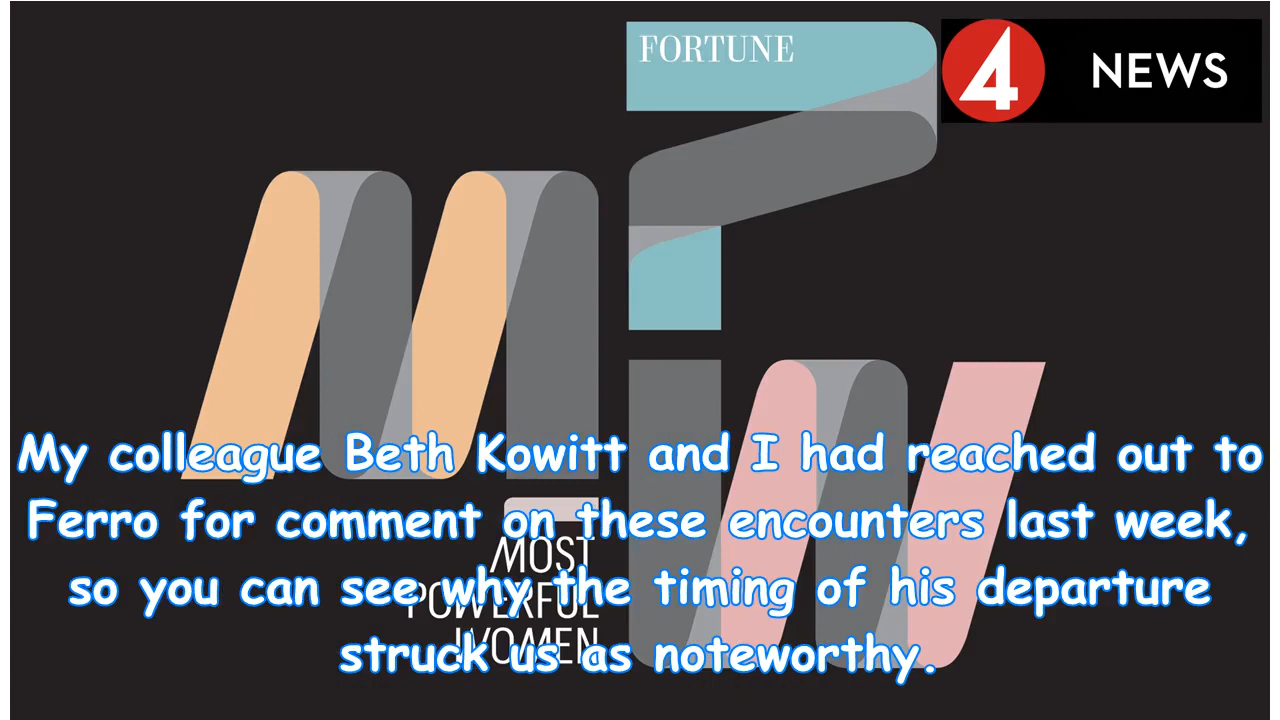 FORTUNE
4 NEWS
My colleague Beth Kowitt and I had reached out to
Ferro for comment on these encounters last week,
so you can see why the timing of his departure
struck us as noteworthy.
MOST
POWERFUL
WOMEN